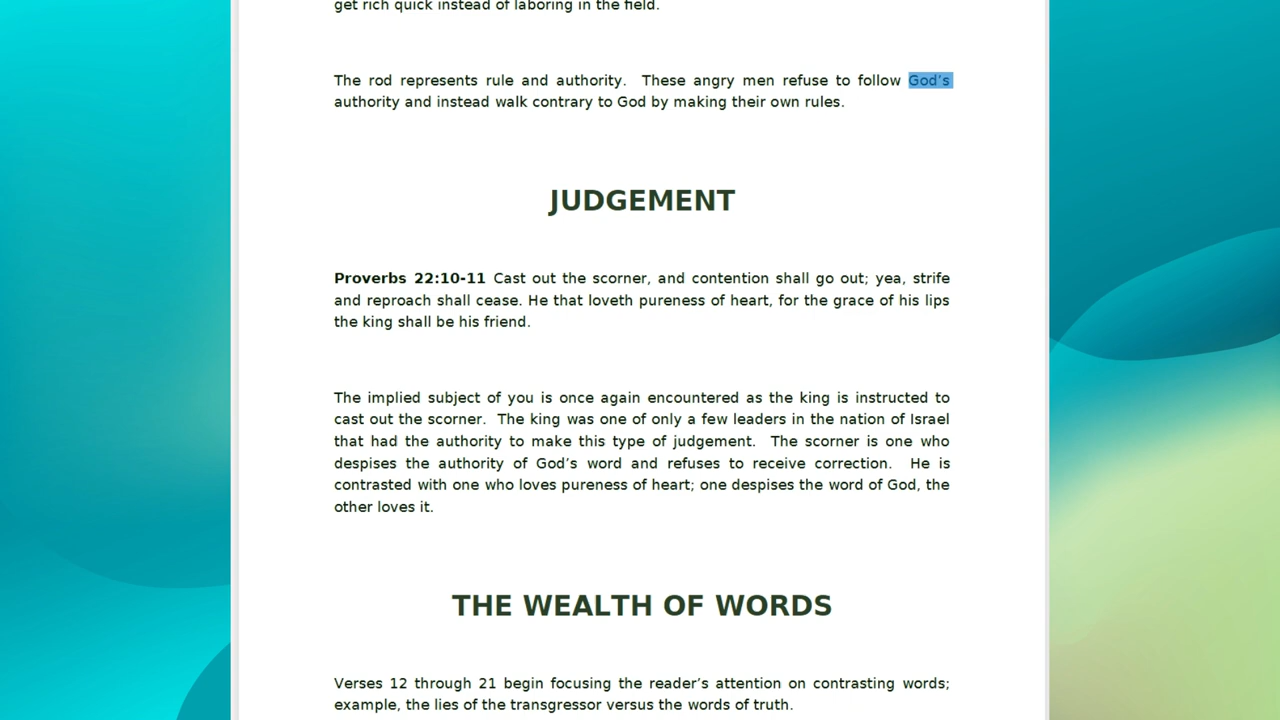 get rich quick instead of laboring in the field.
The rod represents rule and authority.  These angry men refuse to follow God’s
authority and instead walk contrary to God by making their own rules.
JUDGEMENT
Proverbs 22:10-11 Cast out the scorner, and contention shall go out; yea, strife
and reproach shall cease. He that loveth pureness of heart, for the grace of his lips
the king shall be his friend.
The implied subject of you is once again encountered as the king is instructed to
cast out the scorner.  The king was one of only a few leaders in the nation of Israel
that had the authority to make this type of judgement.  The scorner is one who
despises the authority of God’s word and refuses to receive correction.  He is
contrasted with one who loves pureness of heart; one despises the word of God, the
other loves it.
THE WEALTH OF WORDS
Verses 12 through 21 begin focusing the reader’s attention on contrasting words;
example, the lies of the transgressor versus the words of truth.